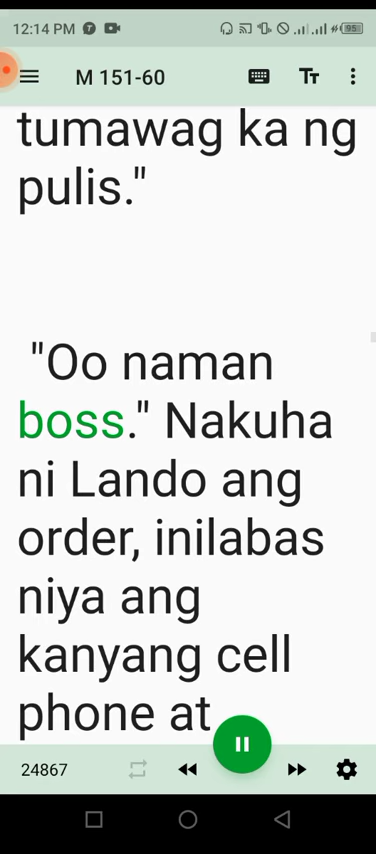 12:14 PM 95
M 151-60
tumawag ka ng
pulis."
"Oo naman
boss." Nakuha
ni Lando ang
order, inilabas
niya ang
kanyang cell
phone at
24867